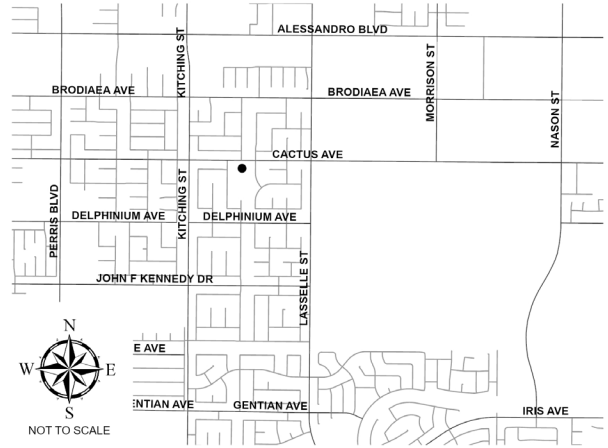 ALESSANDRO BLVD
KITCHING ST
MORRISON ST
BRODIAEA AVE
BRODIAEA AVE
NASON ST
CACTUS AVE
PERRIS BLVD
KITCHING ST
DELPHINIUM AVE
DELPHINIUM AVE
LASSELLE ST
JOHN F KENNEDY DR
N
W
E
S
NOT TO SCALE
E AVE
ENTIAN AVE
GENTIAN AVE
IRIS AVE